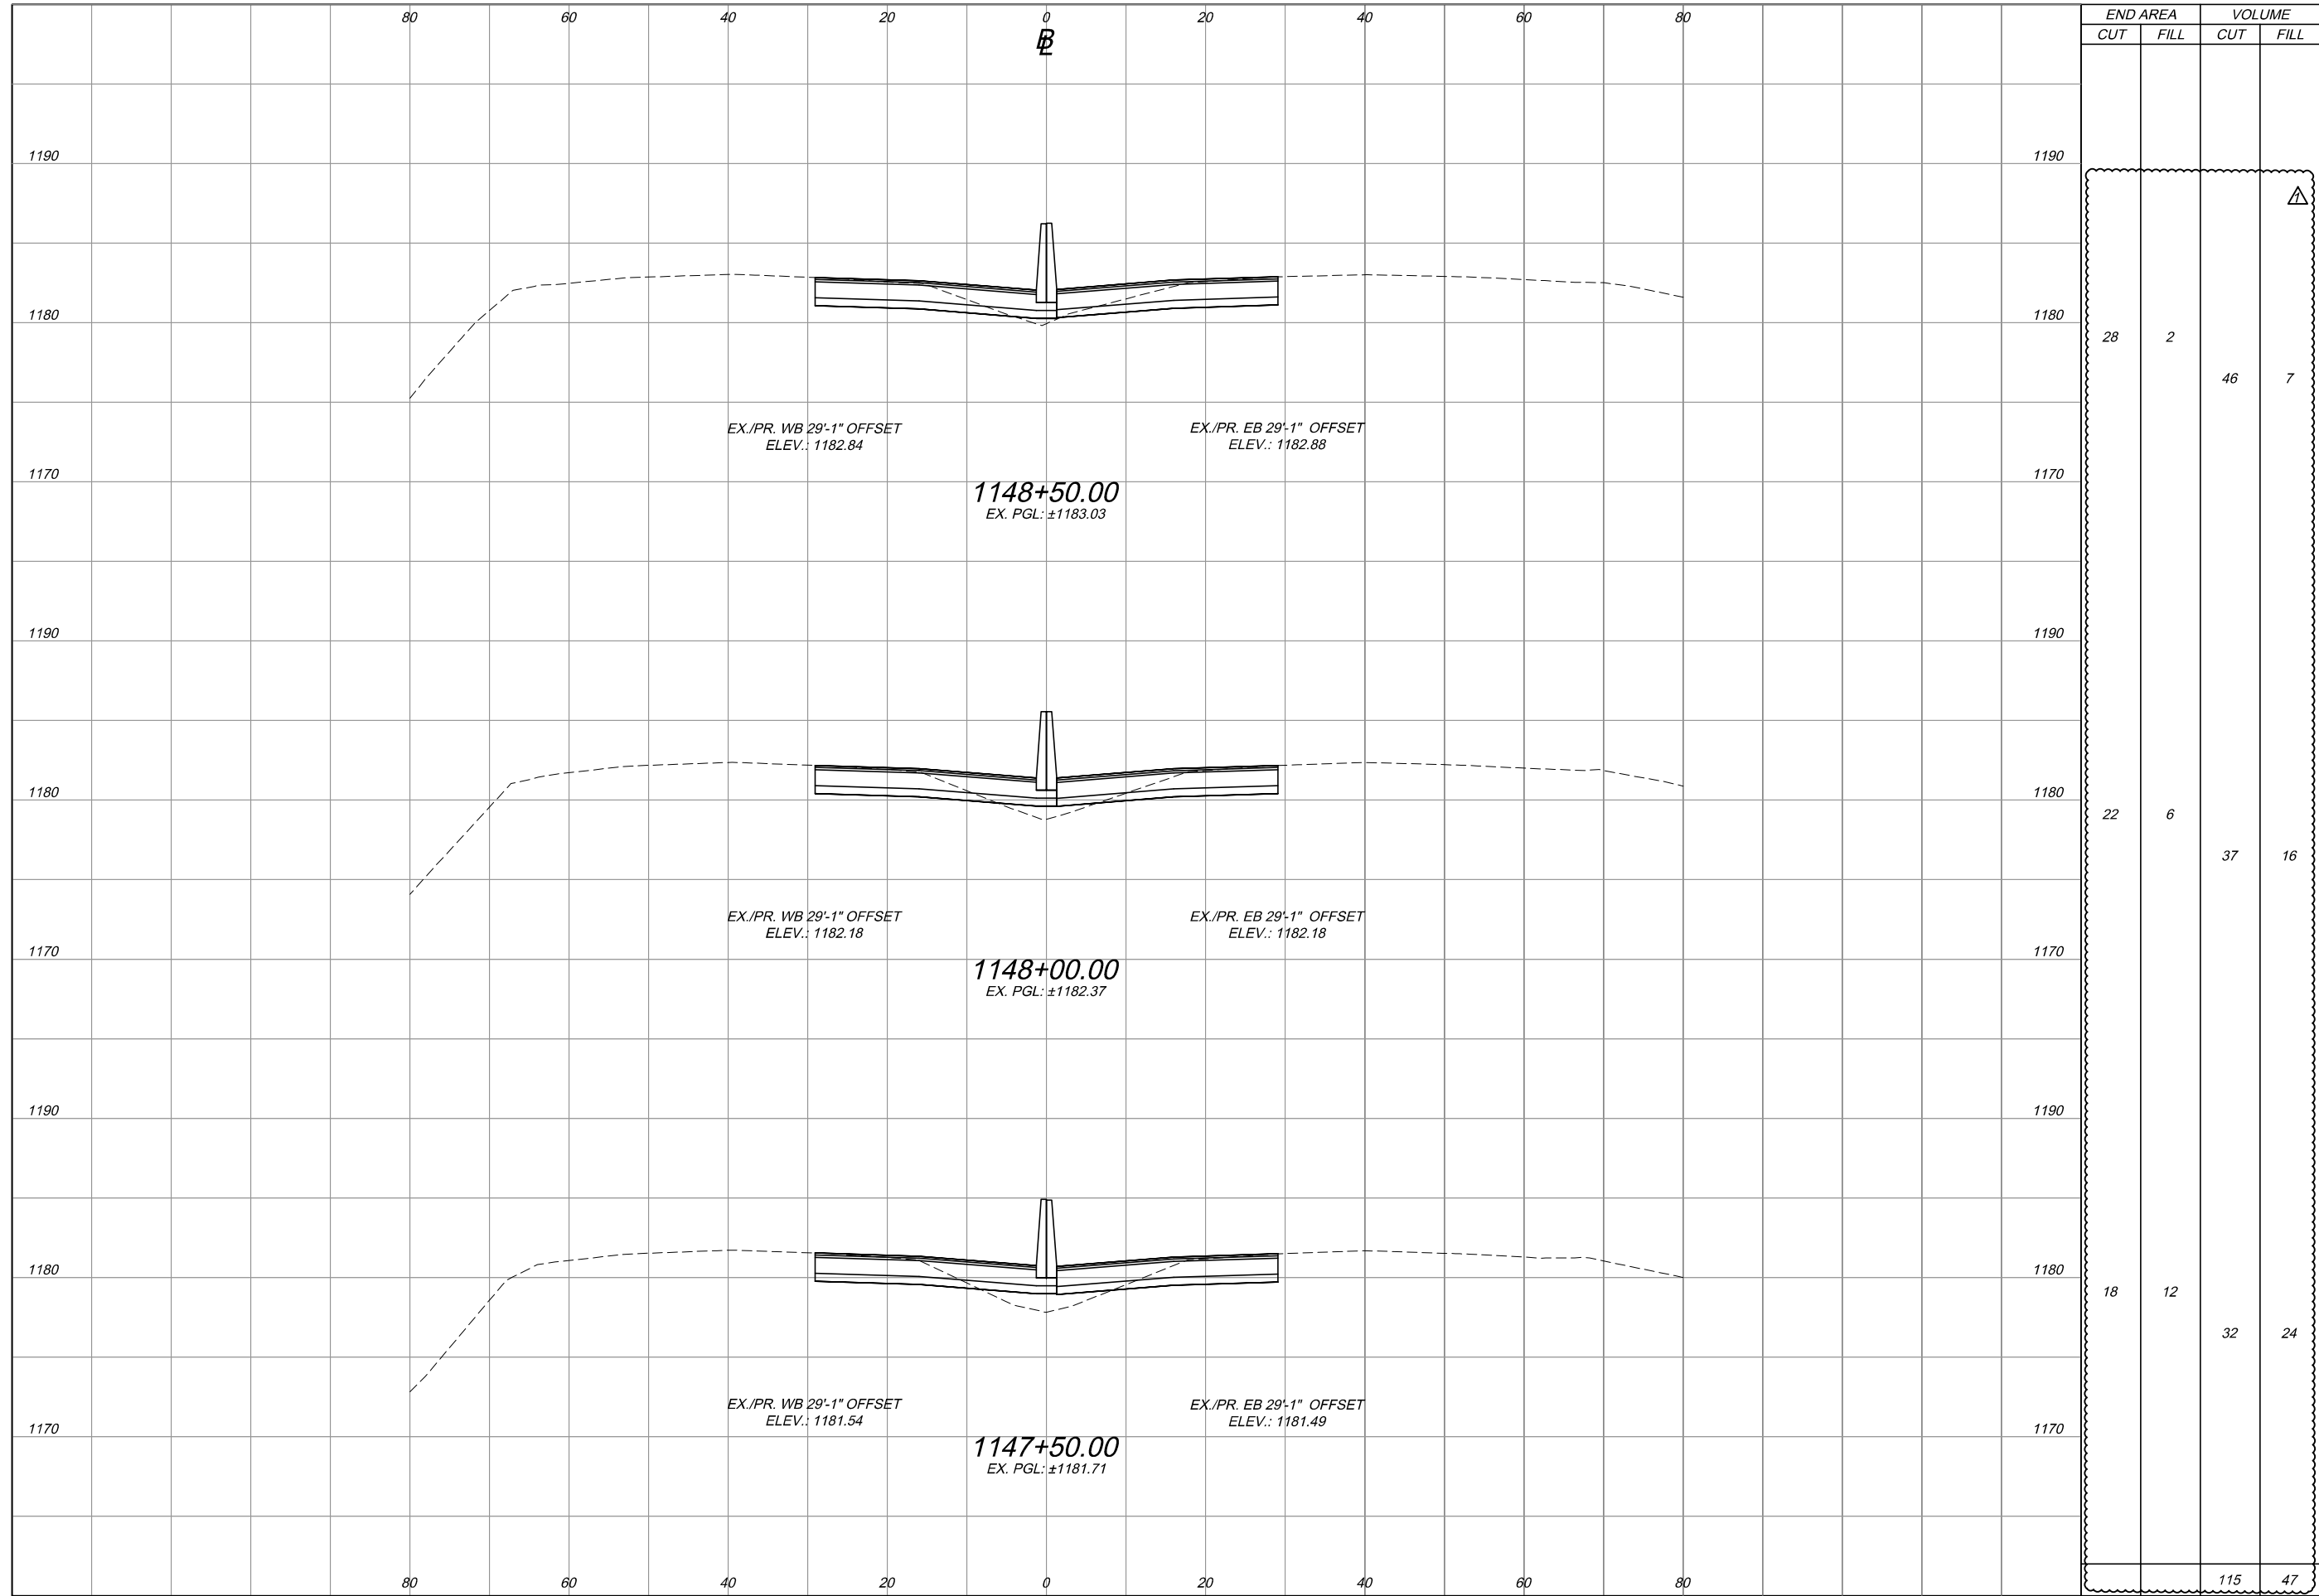 80 60 40 20 0 20 40 60 80
END AREA VOLUME
CUT FILL CUT FILL
BL
1190 1190
1
1180 1180
28 2
46 7
EX./PR. WB 29'-1" OFFSET EX./PR. EB 29'-1" OFFSET
ELEV.: 1182.84 ELEV.: 1182.88
1170 1170
1148+50.00
EX. PGL: ±1183.03
1190 1190
1180 1180
22 6
37 16
EX./PR. WB 29'-1" OFFSET EX./PR. EB 29'-1" OFFSET
ELEV.: 1182.18 ELEV.: 1182.18
1170 1170
1148+00.00
EX. PGL: ±1182.37
1190 1190
1180 1180
18 12
32 24
EX./PR. WB 29'-1" OFFSET EX./PR. EB 29'-1" OFFSET
ELEV.: 1181.54 ELEV.: 1181.49
1170 1170
1147+50.00
EX. PGL: ±1181.71
80 60 40 20 0 20 40 60 80
115 47